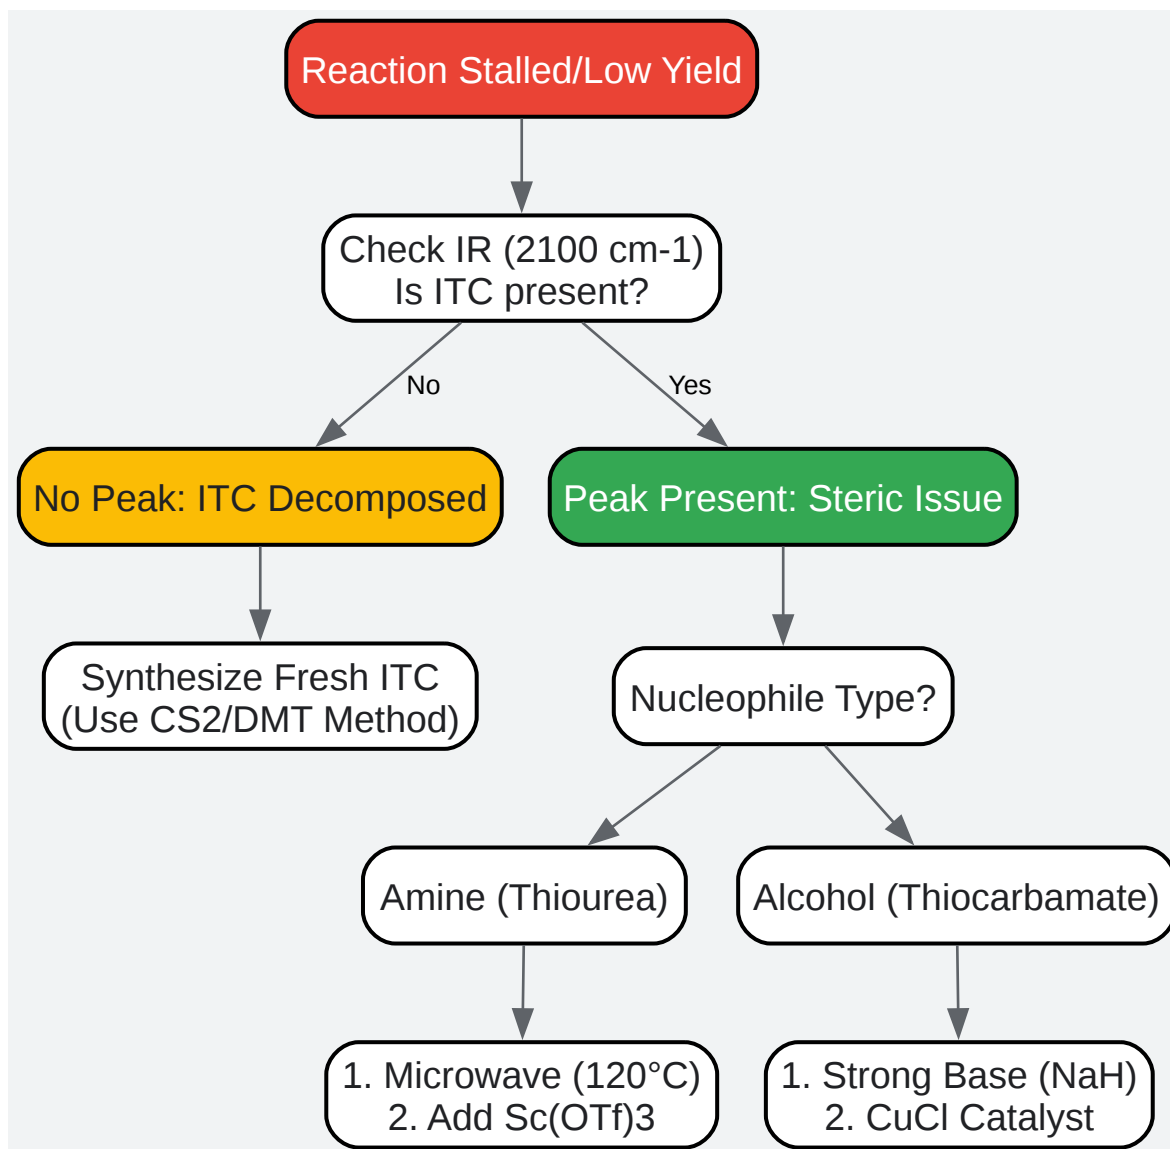 Reaction Stalled/Low Yield
Check IR (2100 cm-1)
Is ITC present?
No
Yes
No Peak: ITC Decomposed
Peak Present: Steric Issue
Synthesize Fresh ITC
(Use CS2/DMT Method)
Nucleophile Type?
Amine (Thiourea)
Alcohol (Thiocarbamate)
1. Microwave (120°C)
2. Add Sc(OTf)3
1. Strong Base (NaH)
2. CuCl Catalyst